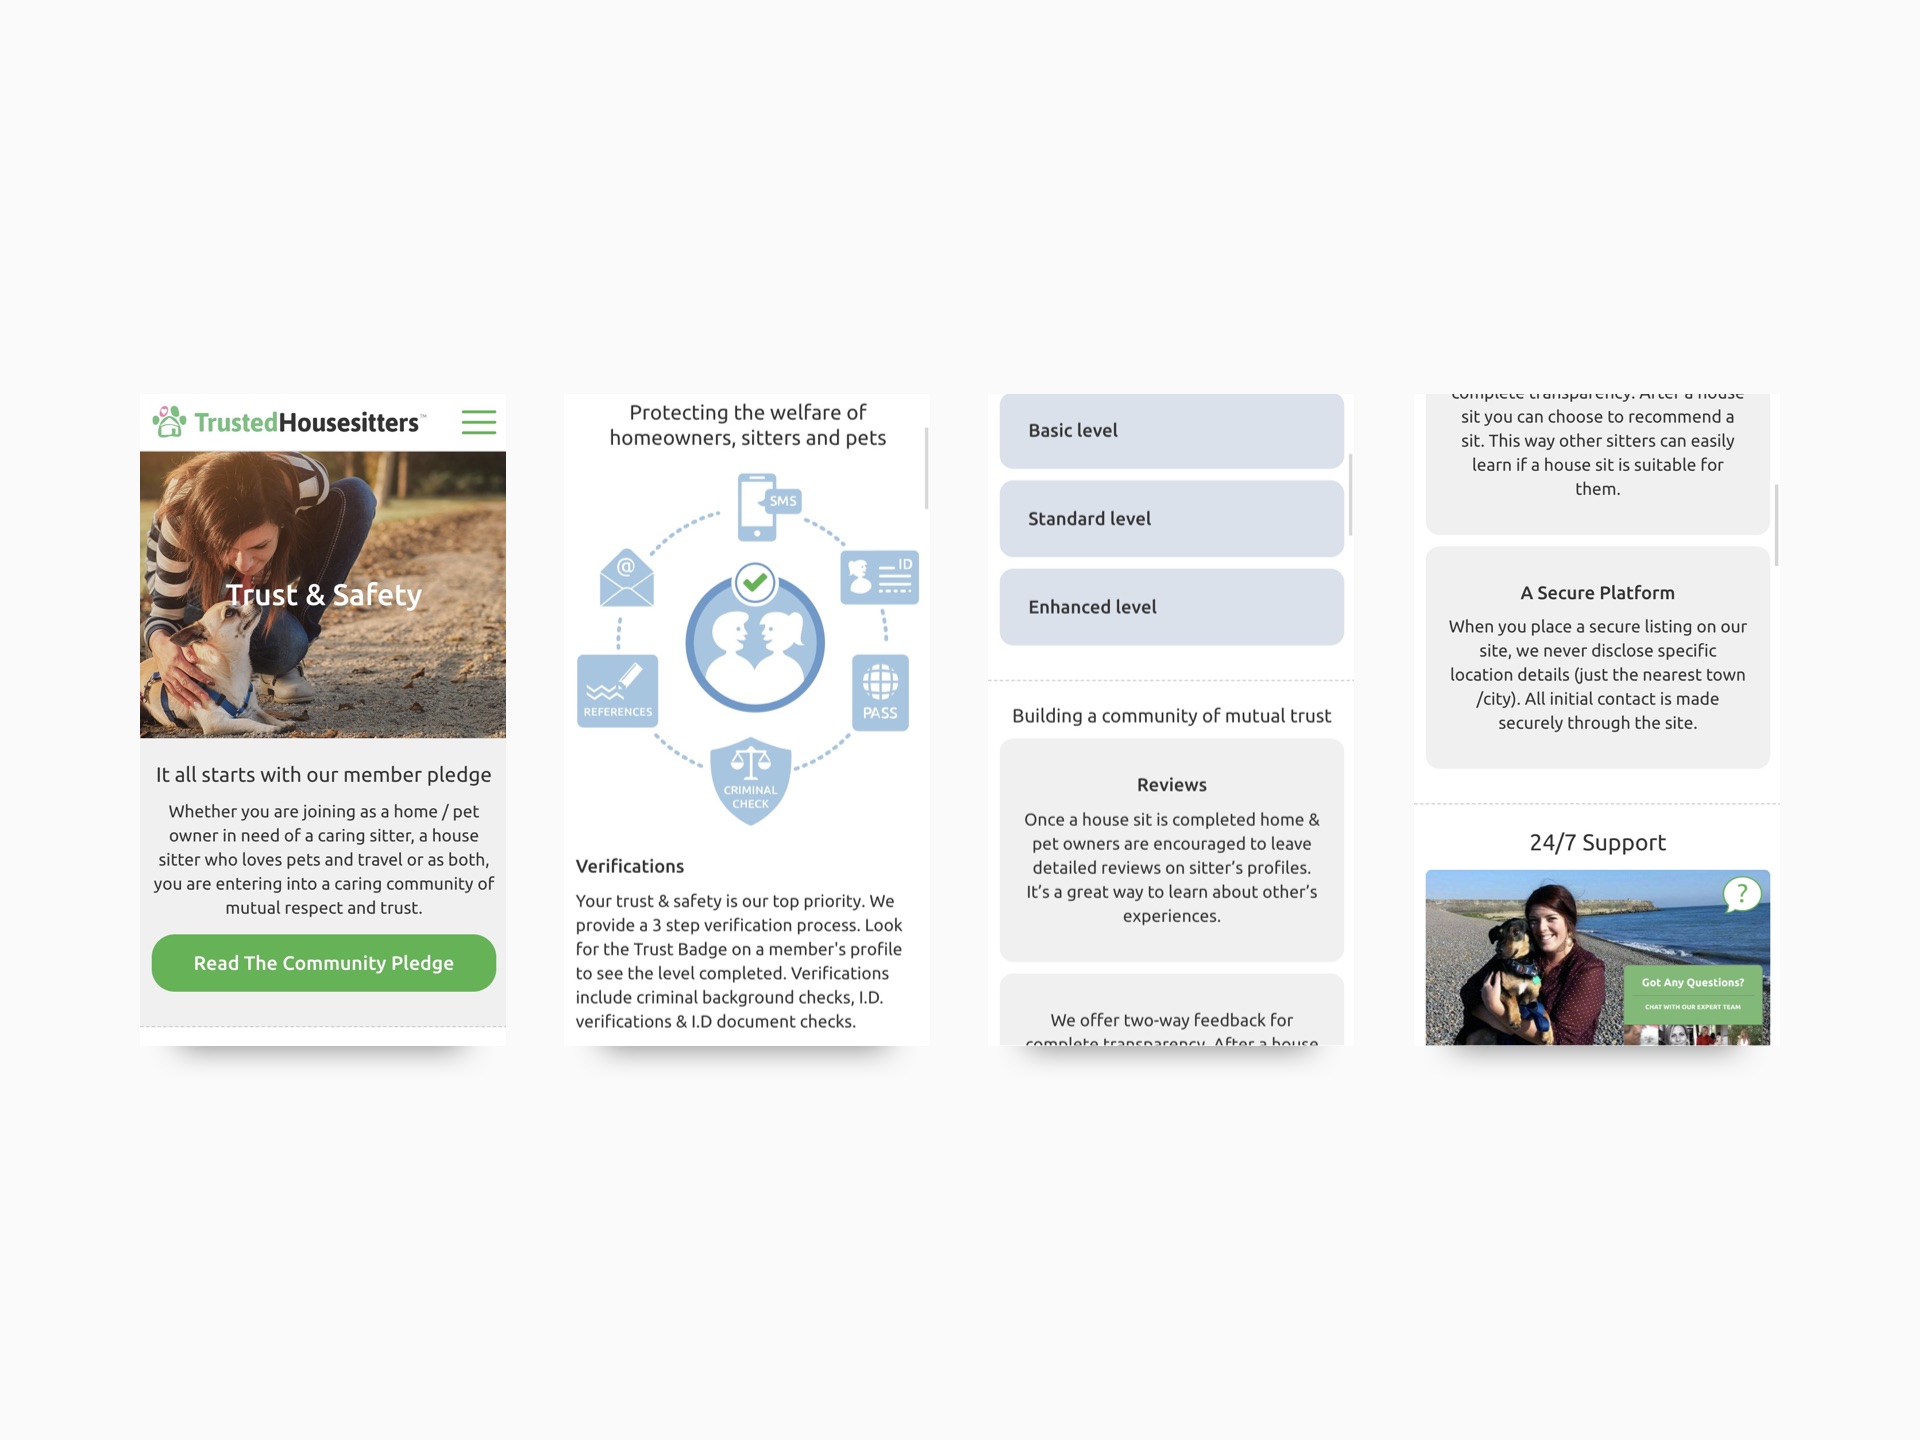 TrustedHousesitters™
Trust & Safety
It all starts with our member pledge
Whether you are joining as a home / pet
owner in need of a caring sitter, a house
sitter who loves pets and travel or as both,
you are entering into a caring community of
mutual respect and trust.
Read The Community Pledge
Protecting the welfare of
homeowners, sitters and pets
SMS
@
ID
REFERENCES
PASS
CRIMINAL
CHECK
Verifications
Your trust & safety is our top priority. We
provide a 3 step verification process. Look
for the Trust Badge on a member's profile
to see the level completed. Verifications
include criminal background checks, I.D.
verifications & I.D document checks.
Basic level
Standard level
Enhanced level
Building a community of mutual trust
Reviews
Once a house sit is completed home &
pet owners are encouraged to leave
detailed reviews on sitter’s profiles.
It’s a great way to learn about other’s
experiences.
We offer two-way feedback for
complete transparency. After a house
complete transparency. After a house
sit you can choose to recommend a
sit. This way other sitters can easily
learn if a house sit is suitable for
them.
A Secure Platform
When you place a secure listing on our
site, we never disclose specific
location details (just the nearest town
/city). All initial contact is made
securely through the site.
24/7 Support
?
Got Any Questions?
CHAT WITH OUR EXPERT TEAM